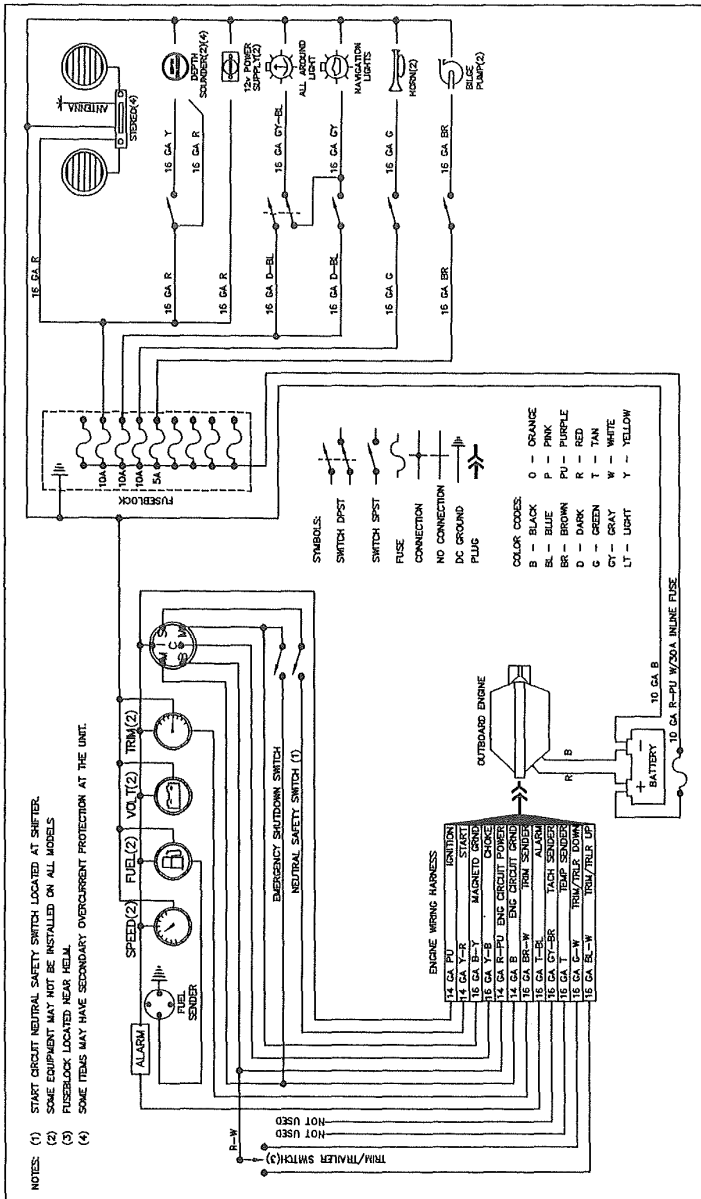 NOTES: (1) START CIRCUIT NEUTRAL SAFETY SWITCH LOCATED AT SHIFTER.
(2) SOME EQUIPMENT MAY NOT BE INSTALLED ON ALL MODELS
(3) FUSEBLOCK LOCATED NEAR HELM.
(4) SOME ITEMS MAY HAVE SECONDARY OVERCURRENT PROTECTION AT THE UNIT.
ALARM
FUEL
SENDER
SPEED(2)
FUEL(2)
VOLT(2)
TRIM(2)
M
S
I
C
B
M
EMERGENCY SHUTDOWN SWITCH
NEUTRAL SAFETY SWITCH (1)
R-W
TRIM/TRAILER SWITCH(3)
NOT USED
NOT USED
ENGINE WIRING HARNESS
14 GA PU IGNITION
14 GA Y-R START
16 GA B-Y MAGNETO GRND
16 GA Y-B CHOKE
14 GA R-PU ENG CIRCUIT POWER
14 GA B ENG CIRCUIT GRND
16 GA BR-W TRIM SENDER
16 GA T-BL ALARM
16 GA GY-BR TACH SENDER
16 GA T TEMP SENDER
16 GA G-W TRIM/TRLR DOWN
16 GA BL-W TRIM/TRLR UP
OUTBOARD ENGINE
R
B
+
-
BATTERY
10 GA B
10 GA R-PU W/30A INLINE FUSE
FUSEBLOCK
10A
10A
10A
5A
SYMBOLS:
SWITCH DPST
SWITCH SPST
FUSE
CONNECTION
NO CONNECTION
DC GROUND
PLUG
COLOR CODES:
B - BLACK O - ORANGE
BL - BLUE P - PINK
BR - BROWN PU - PURPLE
D - DARK R - RED
G - GREEN T - TAN
GY - GRAY W - WHITE
LT - LIGHT Y - YELLOW
16 GA R
ANTENNA
STEREO(4)
16 GA R
16 GA Y
16 GA R
DEPTH
SOUNDER(2)(4)
12v POWER
SUPPLY(2)
16 GA D-BL
16 GA GY-BL
ALL AROUND
LIGHT
16 GA D-BL
16 GA GY
NAVIGATION
LIGHTS
16 GA G
16 GA G
HORN(2)
16 GA BR
16 GA BR
BILGE
PUMP(2)